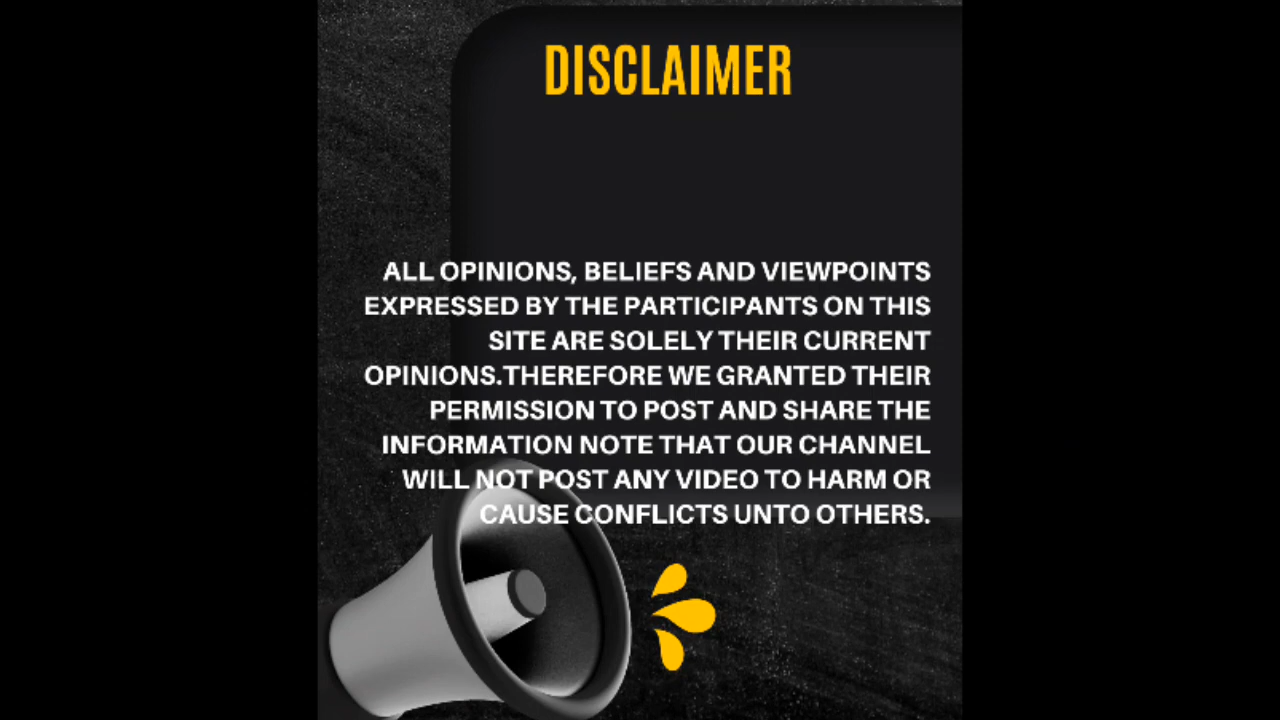 DISCLAIMER
ALL OPINIONS, BELIEFS AND VIEWPOINTS
EXPRESSED BY THE PARTICIPANTS ON THIS
SITE ARE SOLELY THEIR CURRENT
OPINIONS.THEREFORE WE GRANTED THEIR
PERMISSION TO POST AND SHARE THE
INFORMATION NOTE THAT OUR CHANNEL
WILL NOT POST ANY VIDEO TO HARM OR
CAUSE CONFLICTS UNTO OTHERS.